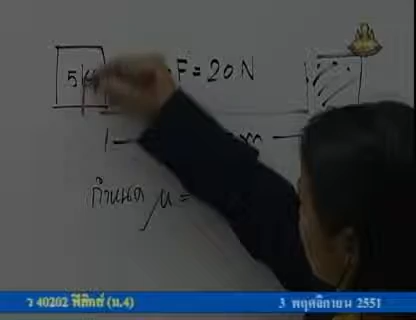 F = 20 N
m
กำหนด μ =
ว 40202 ฟิสิกส์ (ม.4)
3 พฤศจิกายน 2551